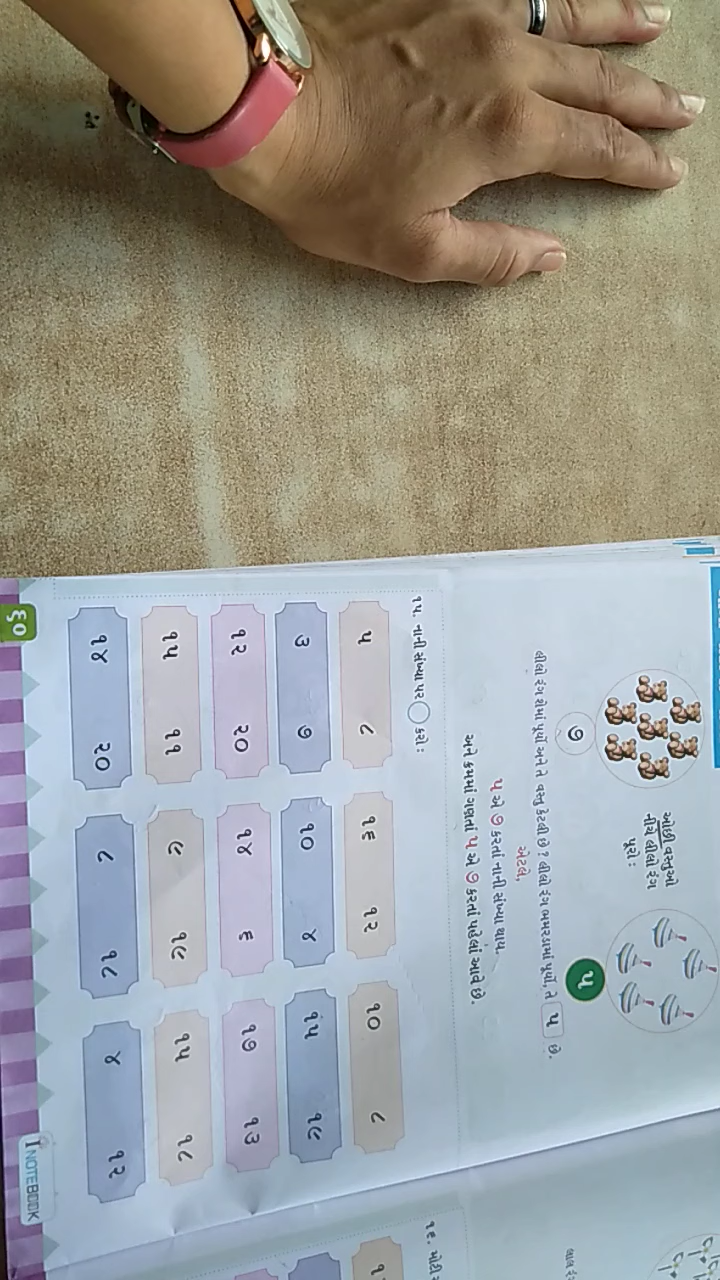 ઓછી વસ્તુઓ
નીચે લીલો રંગ
પૂરો :
૭
૫
લીલો રંગ શેમાં પૂર્યો અને તે વસ્તુ કેટલી છે? લીલો રંગ ભમરડામાં પૂર્યો, તે ૫ છે.
એટલે,
૫ એ ૭ કરતાં નાની સંખ્યા થાય.
અને ક્રમમાં ગણતાં ૫ એ ૭ કરતાં પહેલાં આવે છે.
૧૫. નાની સંખ્યા પર ◯ કરો :
૫ ૮ ૧૬ ૧૨ ૧૦ ૮
૩ ૭ ૧૦ ૪ ૧૫ ૧૯
૧૨ ૨૦ ૧૪ ૬ ૧૭ ૧૩
૧૫ ૧૧ ૯ ૧૯ ૧૫ ૧૮
૧૪ ૨૦ ૮ ૧૮ ૪ ૧૨
૬૦
NOTEBOOK
૧૬. મોટી